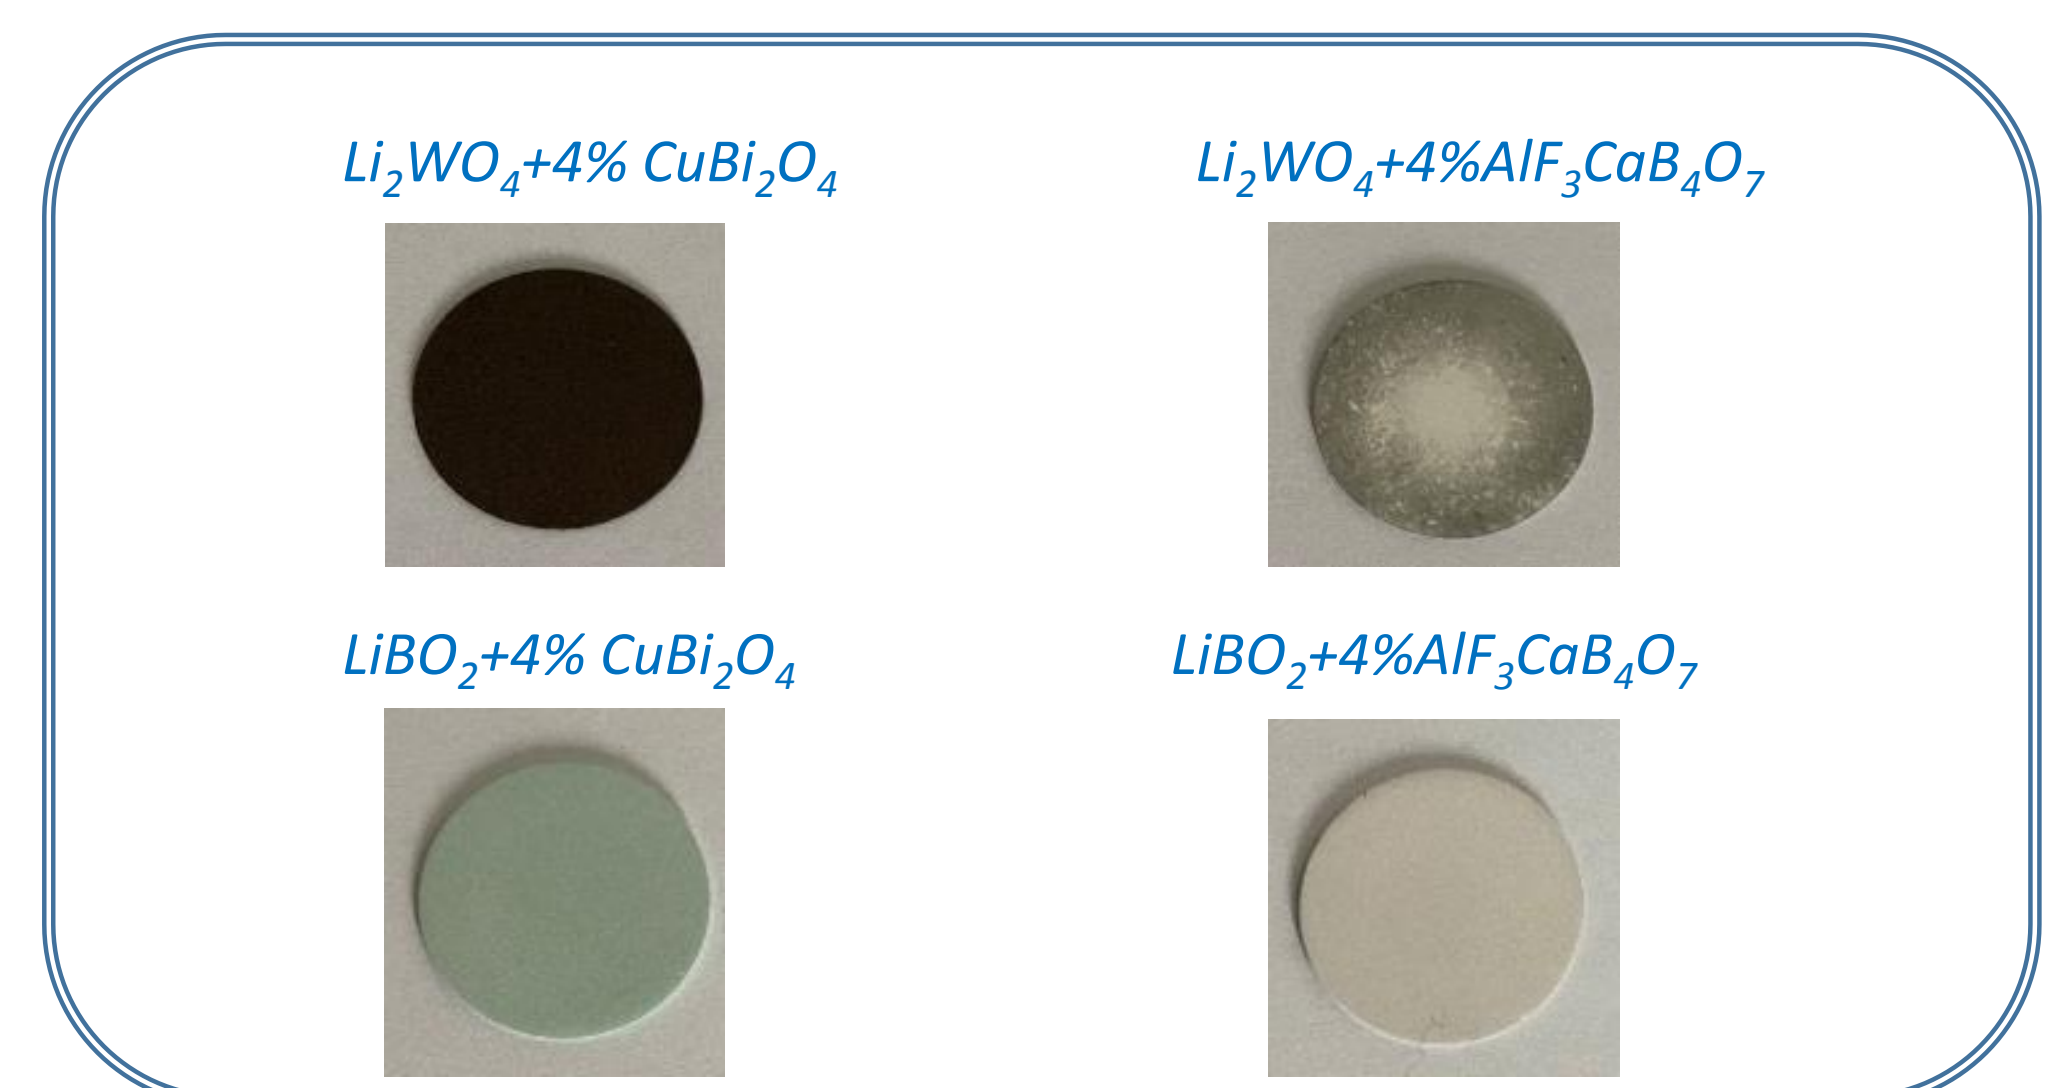 Li₂WO₄+4% CuBi₂O₄
Li₂WO₄+4%AlF₃CaB₄O₇
LiBO₂+4% CuBi₂O₄
LiBO₂+4%AlF₃CaB₄O₇